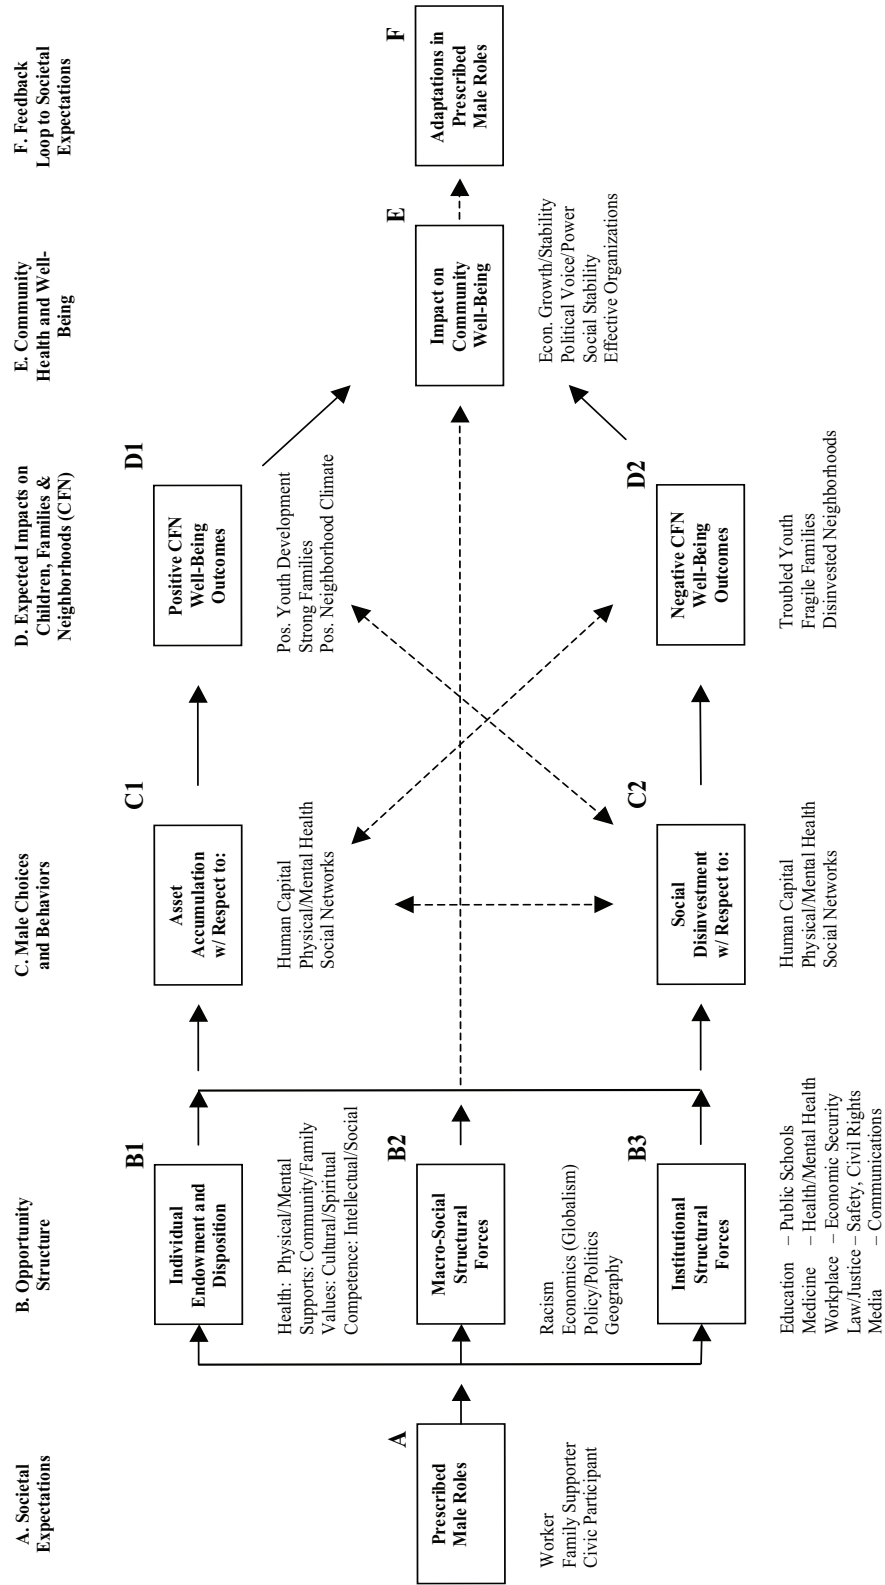 A. Societal
Expectations
B. Opportunity
Structure
C. Male Choices
and Behaviors
D. Expected Impacts on
Children, Families &
Neighborhoods (CFN)
E. Community
Health and Well-
Being
F. Feedback
Loop to Societal
Expectations
A
Prescribed
Male Roles
Worker
Family Supporter
Civic Participant
B1
Individual
Endowment and
Disposition
Health: Physical/Mental
Supports: Community/Family
Values: Cultural/Spiritual
Competence: Intellectual/Social
B2
Macro-Social
Structural
Forces
Racism
Economics (Globalism)
Policy/Politics
Geography
B3
Institutional
Structural
Forces
Education – Public Schools
Medicine – Health/Mental Health
Workplace – Economic Security
Law/Justice – Safety, Civil Rights
Media – Communications
C1
Asset
Accumulation
w/ Respect to:
Human Capital
Physical/Mental Health
Social Networks
C2
Social
Disinvestment
w/ Respect to:
Human Capital
Physical/Mental Health
Social Networks
D1
Positive CFN
Well-Being
Outcomes
Pos. Youth Development
Strong Families
Pos. Neighborhood Climate
D2
Negative CFN
Well-Being
Outcomes
Troubled Youth
Fragile Families
Disinvested Neighborhoods
E
Impact on
Community
Well-Being
Econ. Growth/Stability
Political Voice/Power
Social Stability
Effective Organizations
F
Adaptations in
Prescribed
Male Roles